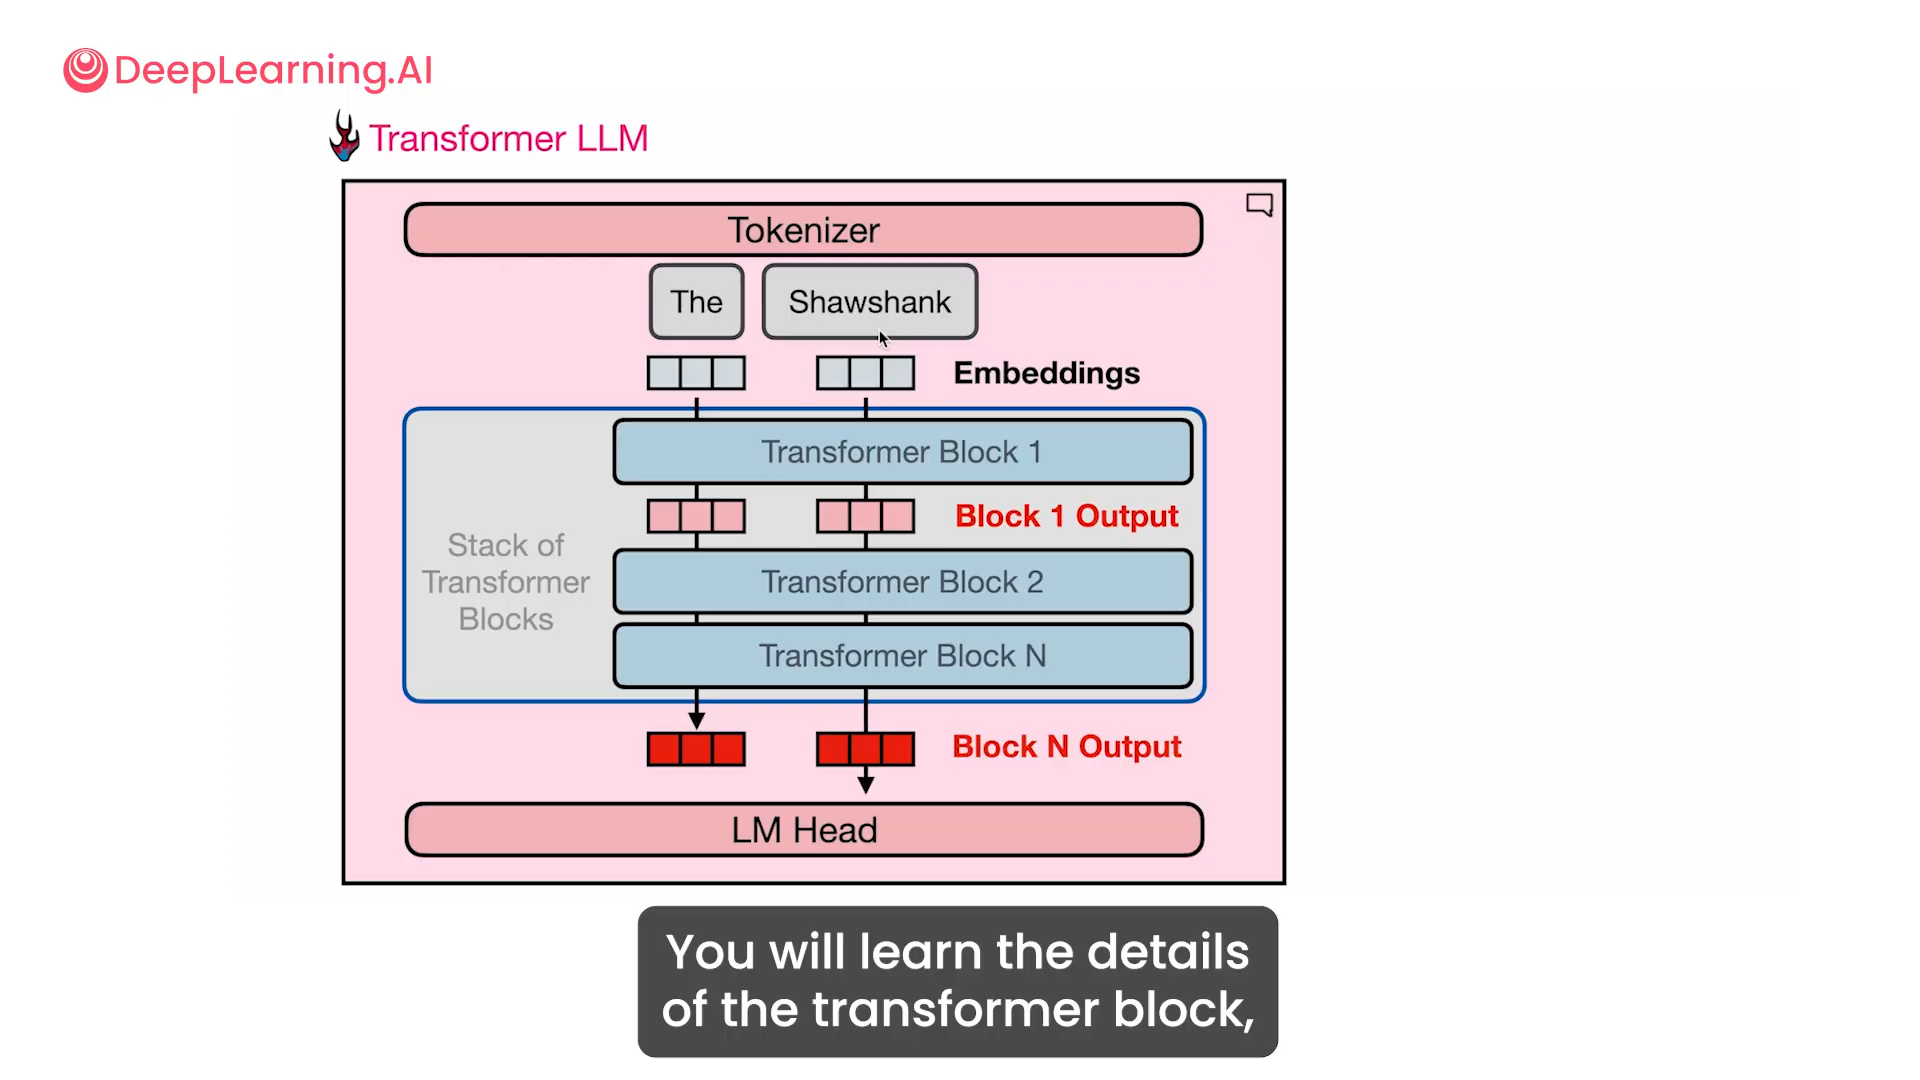 DeepLearning.AI
Transformer LLM
Tokenizer
The
Shawshank
Embeddings
Transformer Block 1
Block 1 Output
Stack of
Transformer
Blocks
Transformer Block 2
Transformer Block N
Block N Output
LM Head
You will learn the details
of the transformer block,